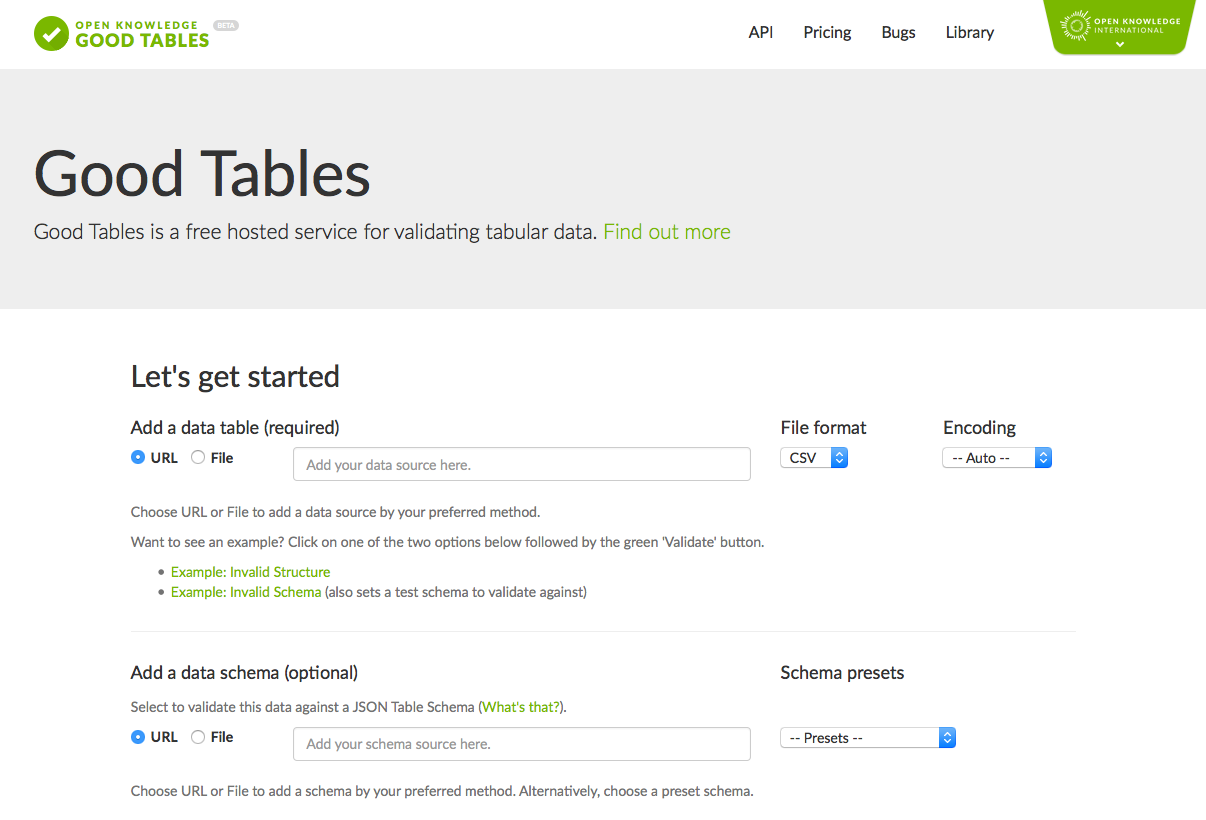 OPEN KNOWLEDGE BETA
GOOD TABLES
API Pricing Bugs Library
OPEN KNOWLEDGE
INTERNATIONAL
Good Tables
Good Tables is a free hosted service for validating tabular data. Find out more
Let's get started
Add a data table (required) File format Encoding
URL File Add your data source here. CSV -- Auto --
Choose URL or File to add a data source by your preferred method.
Want to see an example? Click on one of the two options below followed by the green 'Validate' button.
• Example: Invalid Structure
• Example: Invalid Schema (also sets a test schema to validate against)
Add a data schema (optional) Schema presets
Select to validate this data against a JSON Table Schema (What's that?).
URL File Add your schema source here. -- Presets --
Choose URL or File to add a schema by your preferred method. Alternatively, choose a preset schema.